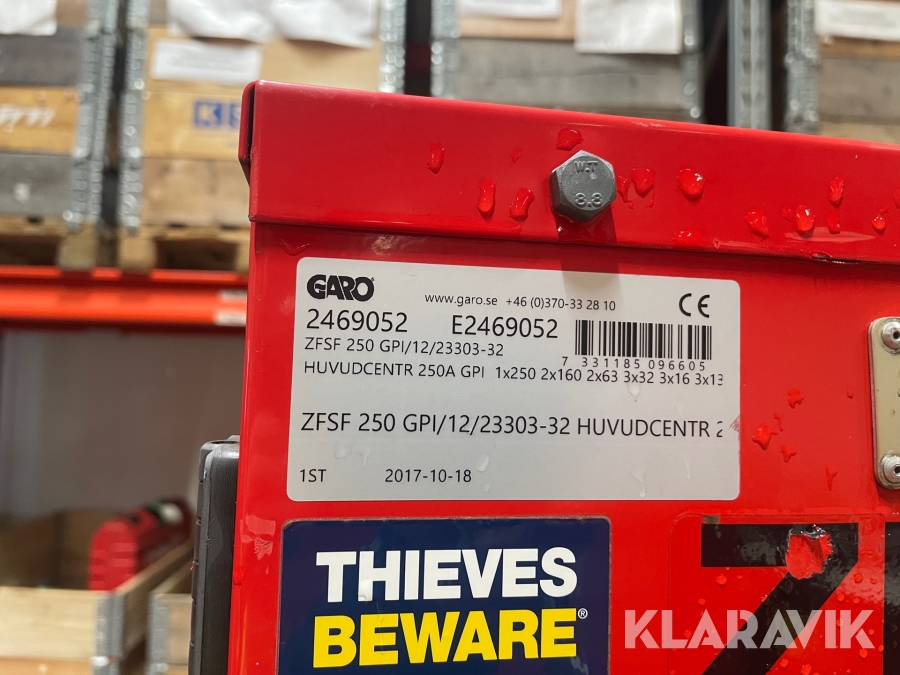 W-T
8.8
GARO
www.garo.se +46 (0)370-33 28 10
CE
2469052 E2469052
ZFSF 250 GPI/12/23303-32
7 331185 096605
HUVUDCENTR 250A GPI 1x250 2x160 2x63 3x32 3x16 3x13
ZFSF 250 GPI/12/23303-32 HUVUDCENTR 2
1ST 2017-10-18
THIEVES
BEWARE®
KLARAVIK